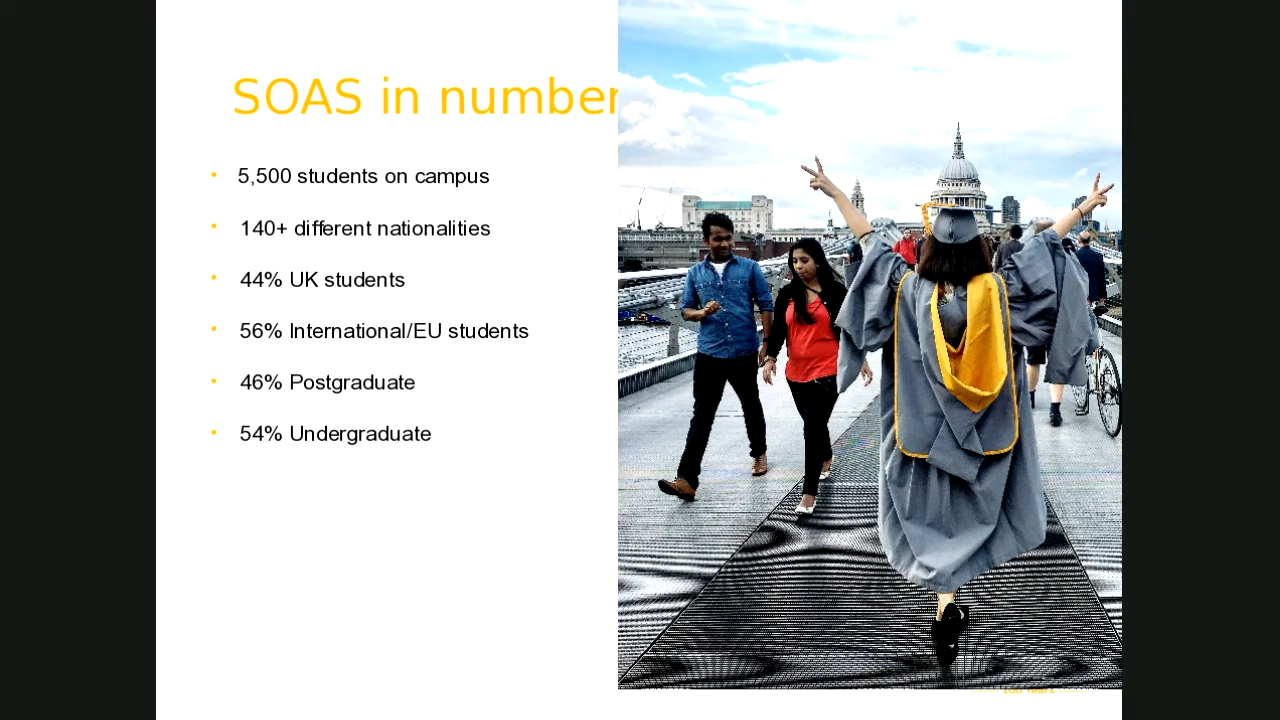 SOAS in number
5,500 students on campus
140+ different nationalities
44% UK students
56% International/EU students
46% Postgraduate
54% Undergraduate